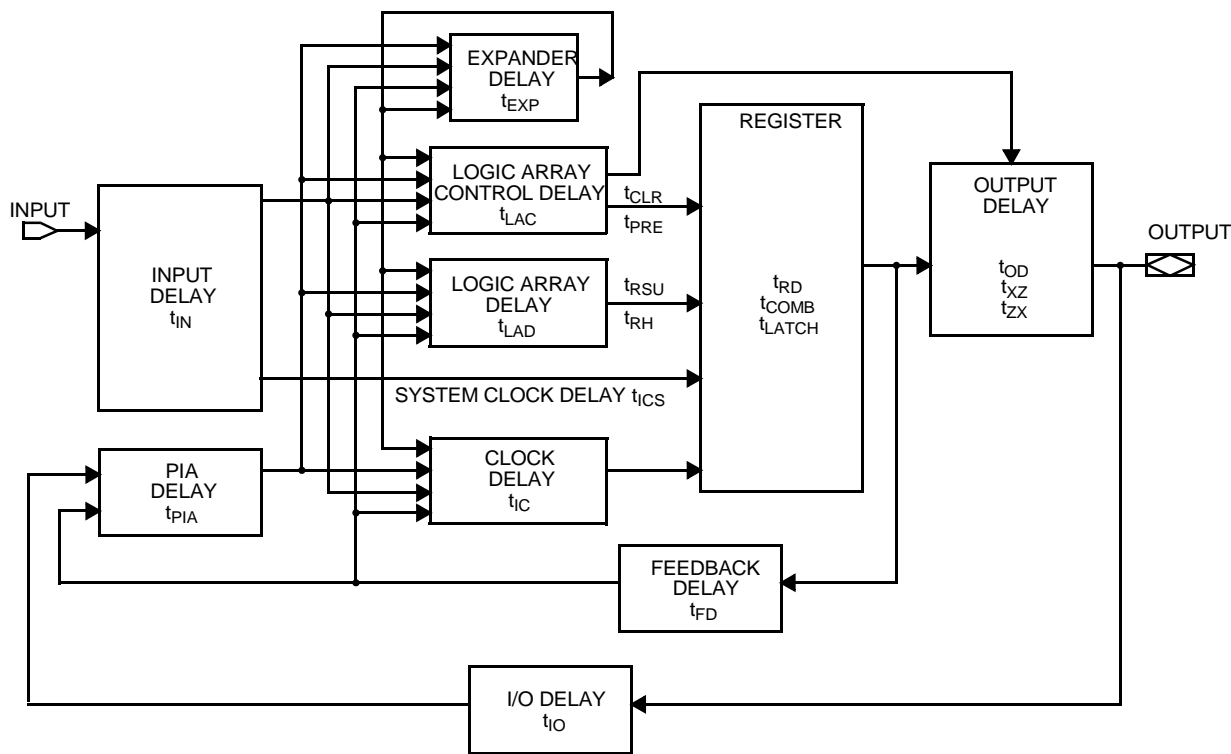 EXPANDER
DELAY
tEXP
REGISTER
LOGIC ARRAY
CONTROL DELAY
tLAC
tCLR
tPRE
OUTPUT
DELAY
tOD
tXZ
tZX
INPUT
OUTPUT
INPUT
DELAY
tIN
LOGIC ARRAY
DELAY
tLAD
tRSU
tRH
tRD
tCOMB
tLATCH
SYSTEM CLOCK DELAY tICS
PIA
DELAY
tPIA
CLOCK
DELAY
tIC
FEEDBACK
DELAY
tFD
I/O DELAY
tIO